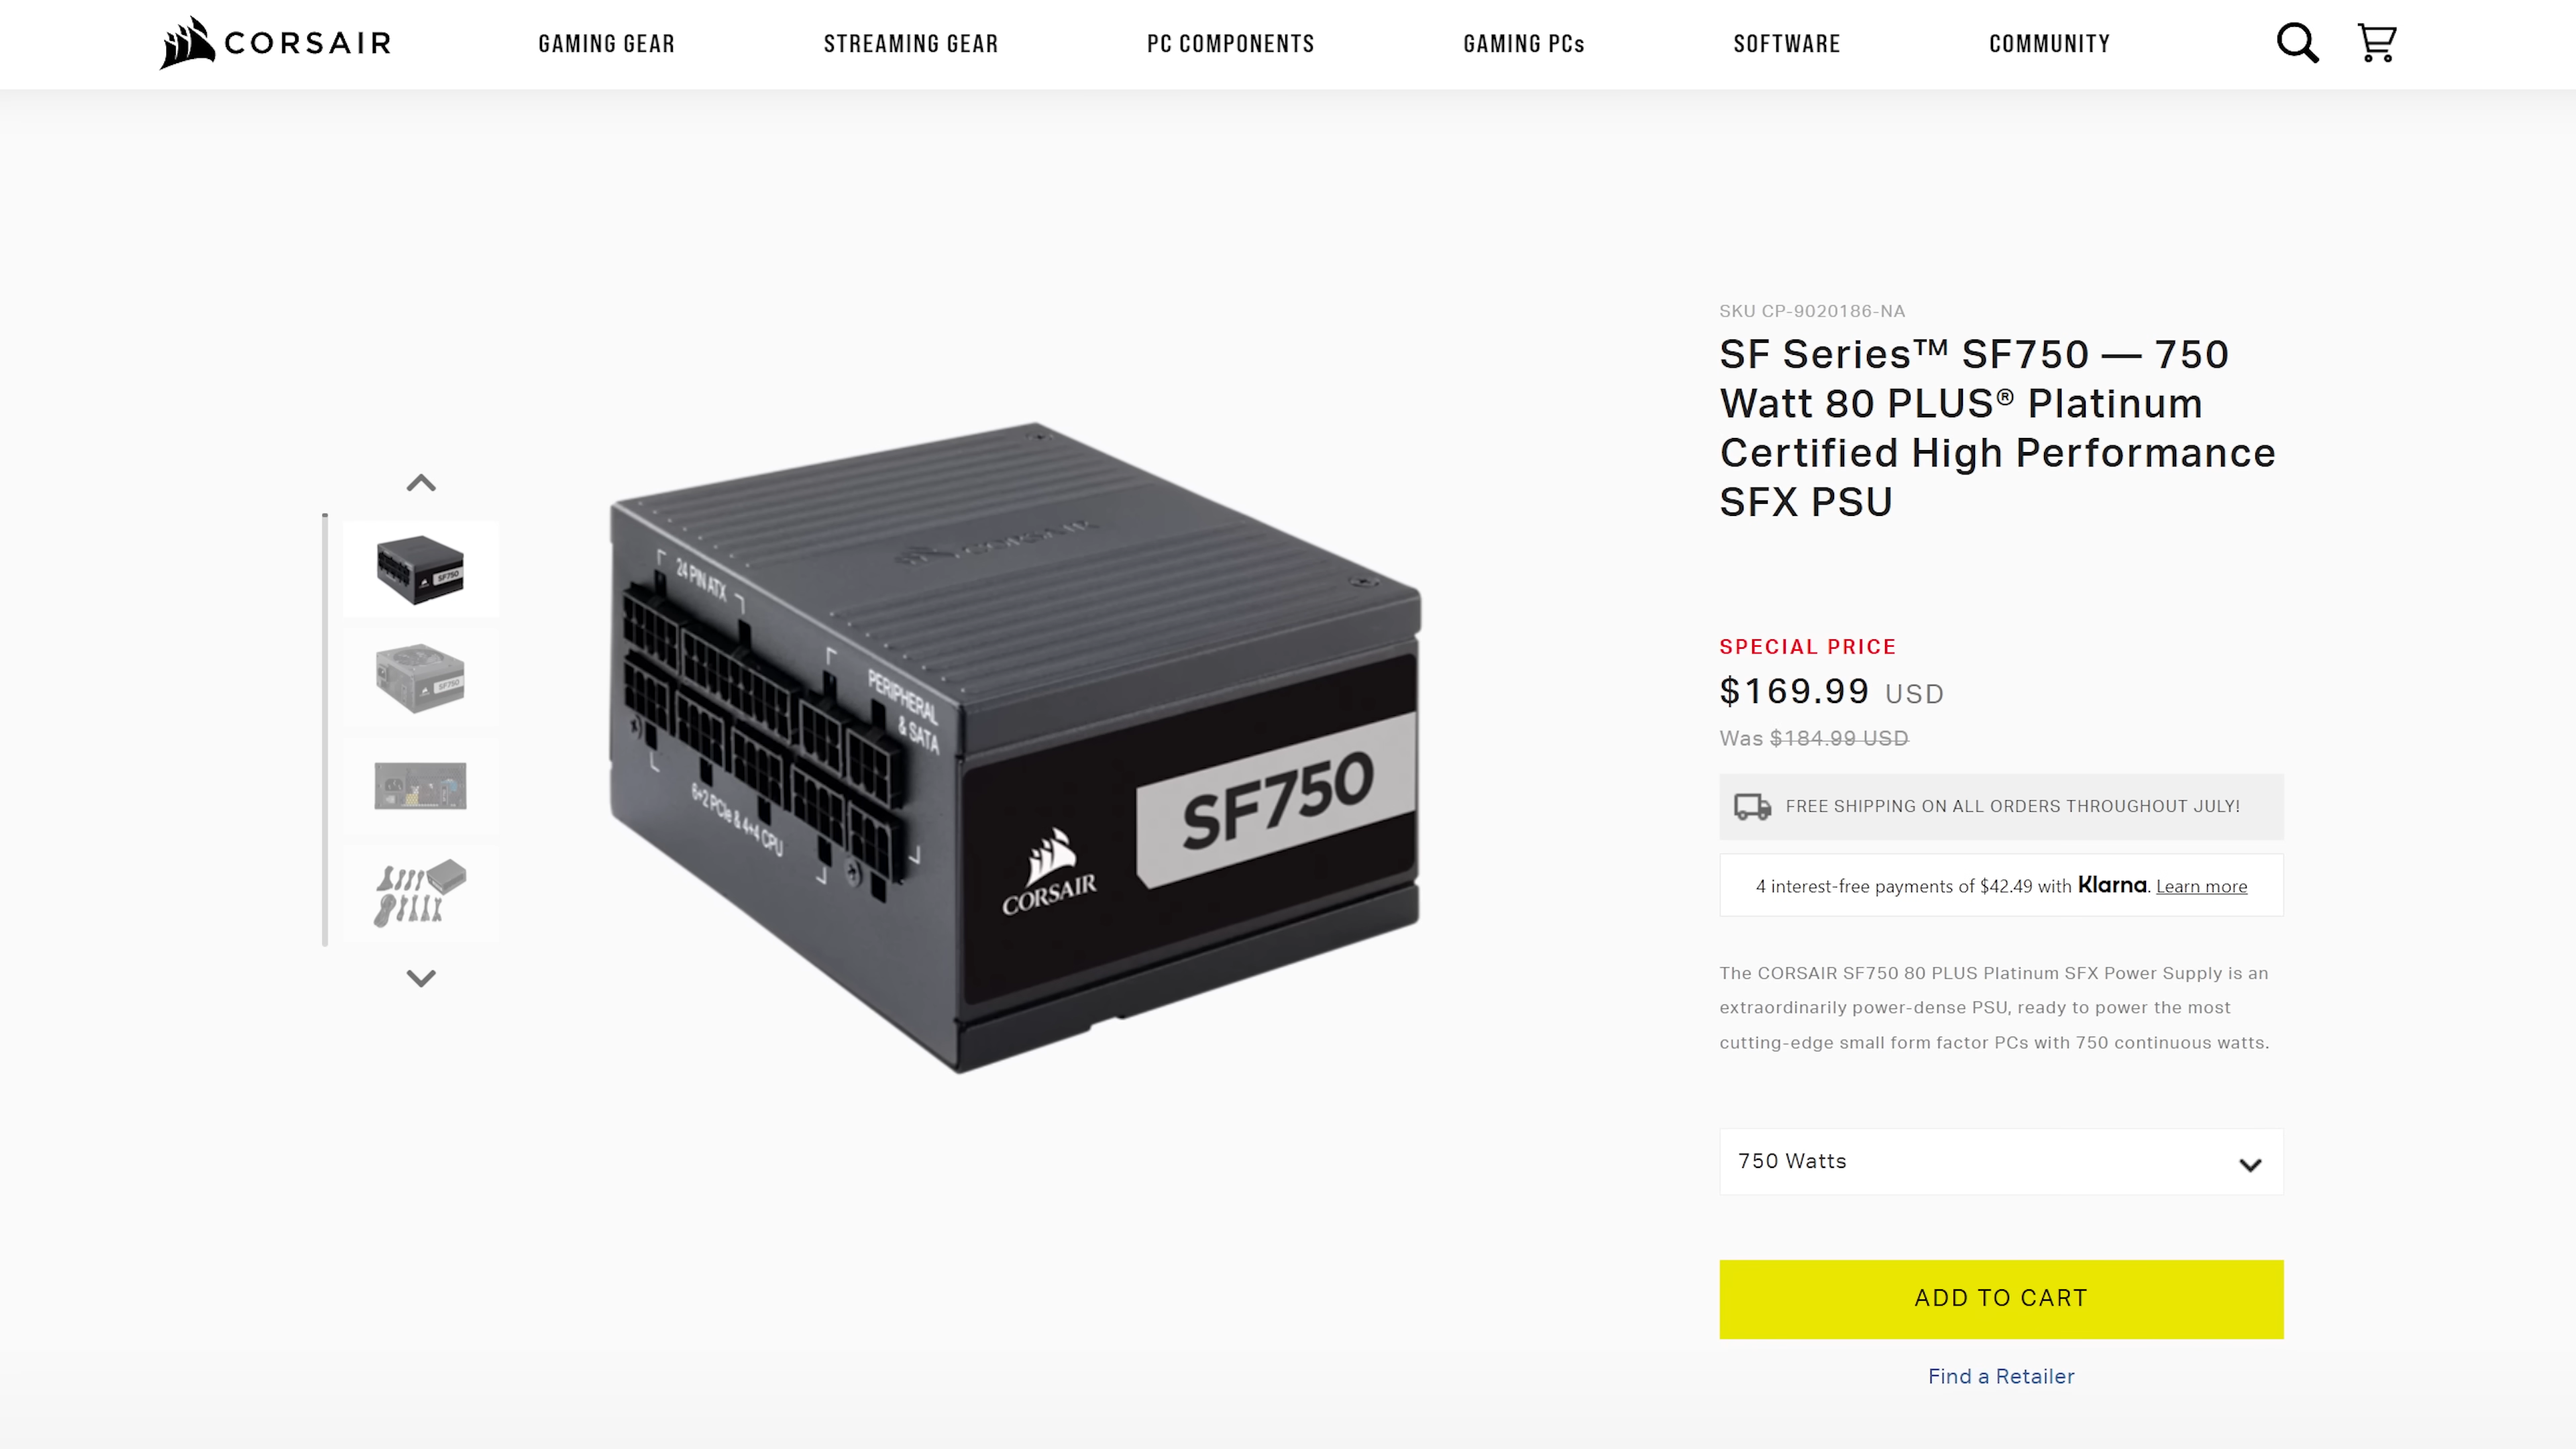 CORSAIR
GAMING GEAR
STREAMING GEAR
PC COMPONENTS
GAMING PCs
SOFTWARE
COMMUNITY
SF750
SF750
CORSAIR
24 PIN ATX
PERIPHERAL
& SATA
6+2 PCIe & 4+4 CPU
SF750
CORSAIR
SKU CP-9020186-NA
SF Series™ SF750 — 750
Watt 80 PLUS® Platinum
Certified High Performance
SFX PSU
SPECIAL PRICE
$169.99 USD
Was $184.99 USD
FREE SHIPPING ON ALL ORDERS THROUGHOUT JULY!
4 interest-free payments of $42.49 with Klarna. Learn more
The CORSAIR SF750 80 PLUS Platinum SFX Power Supply is an
extraordinarily power-dense PSU, ready to power the most
cutting-edge small form factor PCs with 750 continuous watts.
750 Watts
ADD TO CART
Find a Retailer